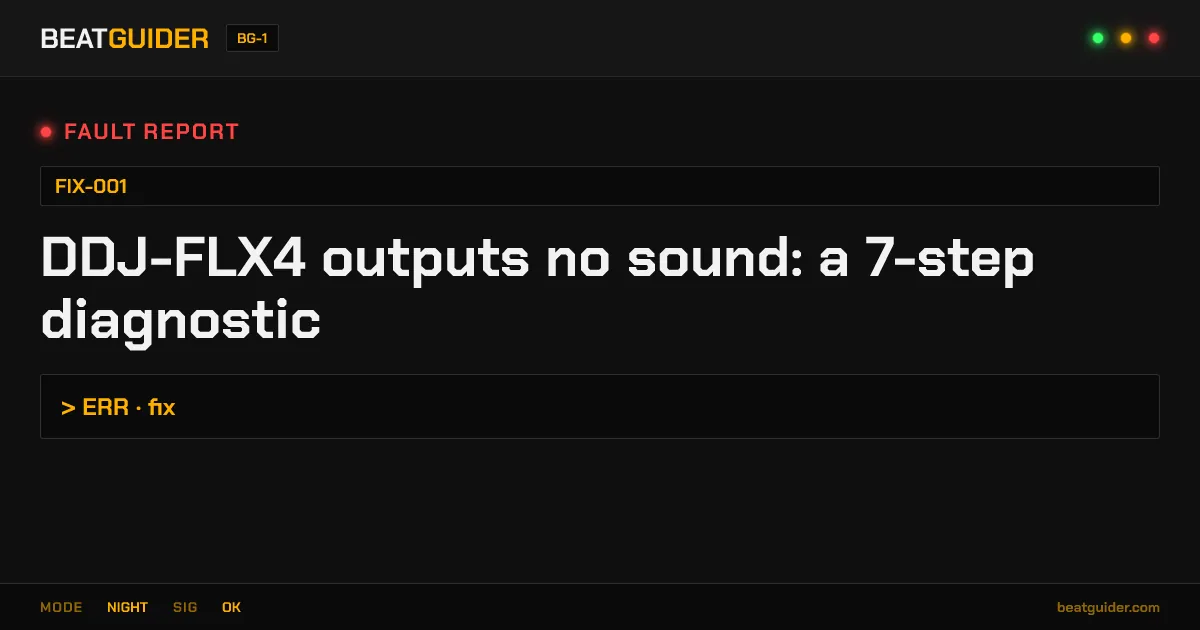 BEATGUIDER BG-1
FAULT REPORT
FIX-001
DDJ-FLX4 outputs no sound: a 7-step
diagnostic
> ERR · fix
MODE NIGHT SIG OK beatguider.com